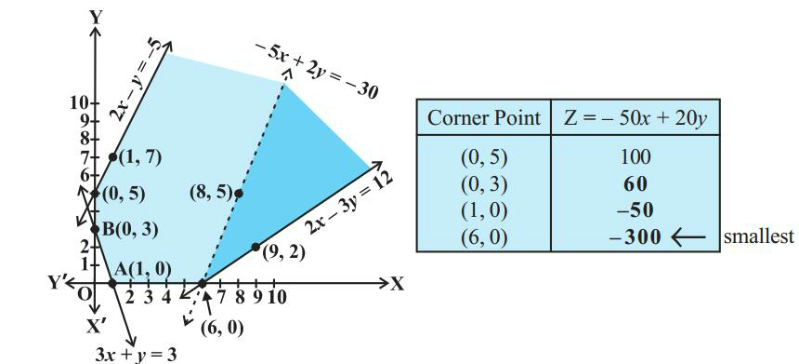 Y
2x – y = –5
– 5x + 2y = –30
10
9
8
7
6
(1, 7)
(0, 5)
(8, 5)
B(0, 3)
2
1
2x – 3y = 12
(9, 2)
A(1, 0)
Y′
O
2 3 4
7 8 9 10
X
X′
(6, 0)
3x + y = 3
Corner Point Z = – 50x + 20y
(0, 5) 100
(0, 3) 60
(1, 0) –50
(6, 0) –300 ← smallest